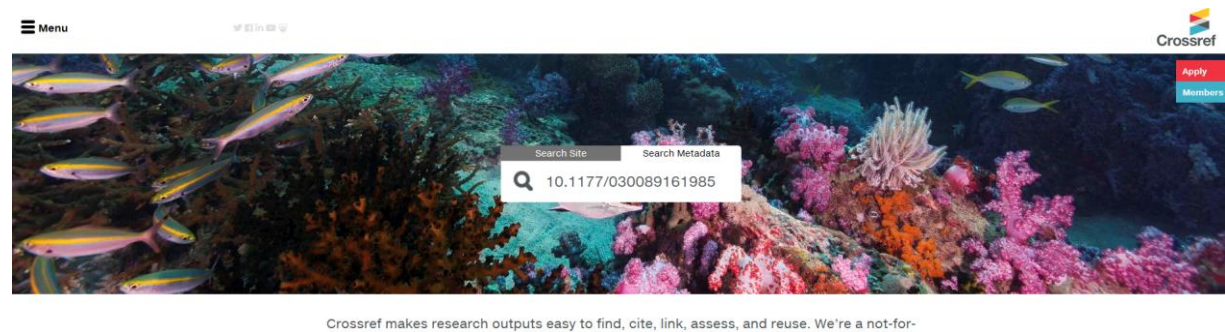 Menu
Crossref
Apply
Members
Search Site
Search Metadata
10.1177/030089161985
Crossref makes research outputs easy to find, cite, link, assess, and reuse. We’re a not-for-